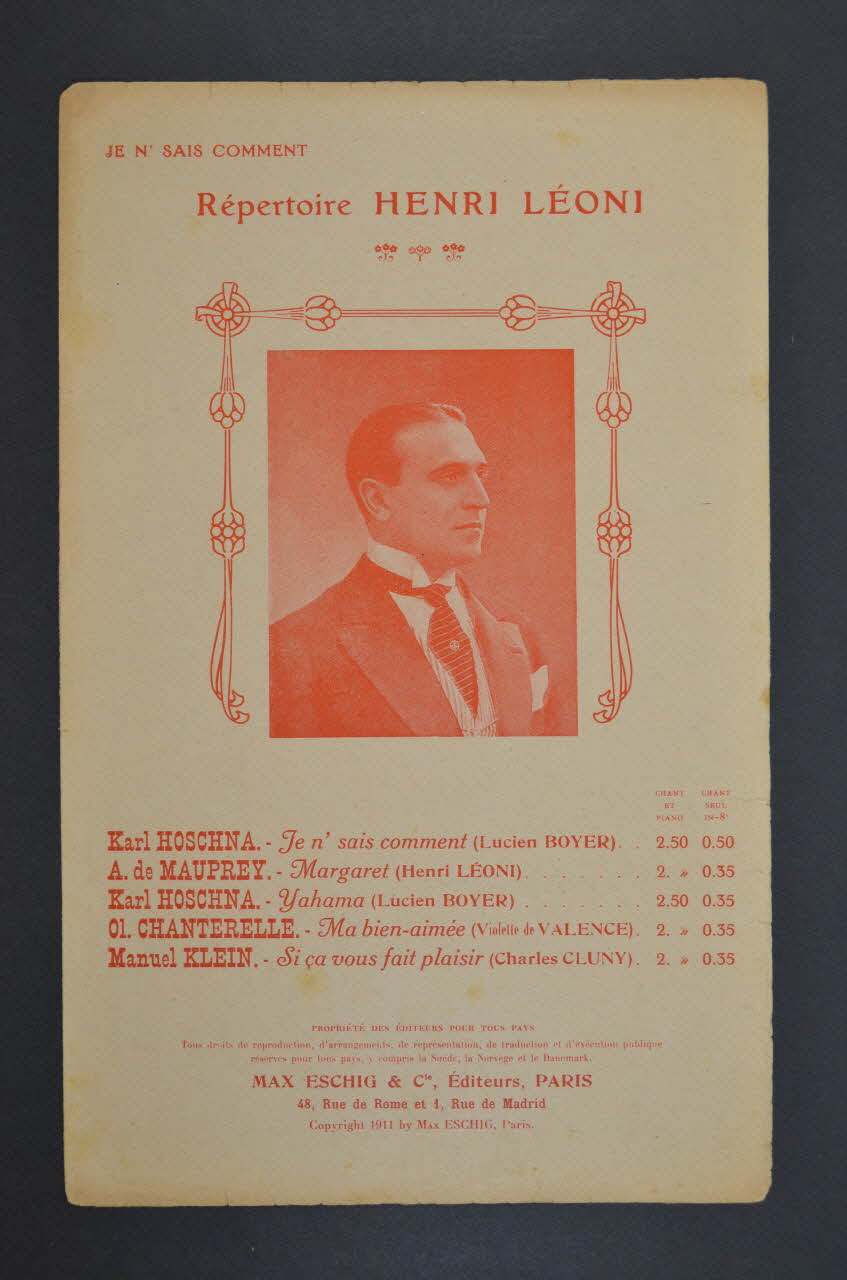 JE N' SAIS COMMENT
Répertoire HENRI LÉONI
CHANT ET PIANO
CHANT SEUL IN-8°
Karl HOSCHNA. - Je n' sais comment (Lucien BOYER). . 2.50 0.50
A. de MAUPREY. - Margaret (Henri LÉONI). . . . . . . . 2. » 0.35
Karl HOSCHNA. - Yahama (Lucien BOYER) . . . . . . . . 2.50 0.35
Ol. CHANTERELLE. - Ma bien-aimée (Violette de VALENCE). 2. » 0.35
Manuel KLEIN. - Si ça vous fait plaisir (Charles CLUNY). 2. » 0.35
PROPRIÉTÉ DES ÉDITEURS POUR TOUS PAYS
Tous droits de reproduction, d'arrangements, de représentation, de traduction et d'exécution publique
réservés pour tous pays, y compris la Suède, la Norvège et le Danemark.
MAX ESCHIG & Cie, Éditeurs, PARIS
48, Rue de Rome et 1, Rue de Madrid
Copyright 1911 by MAX ESCHIG, Paris.